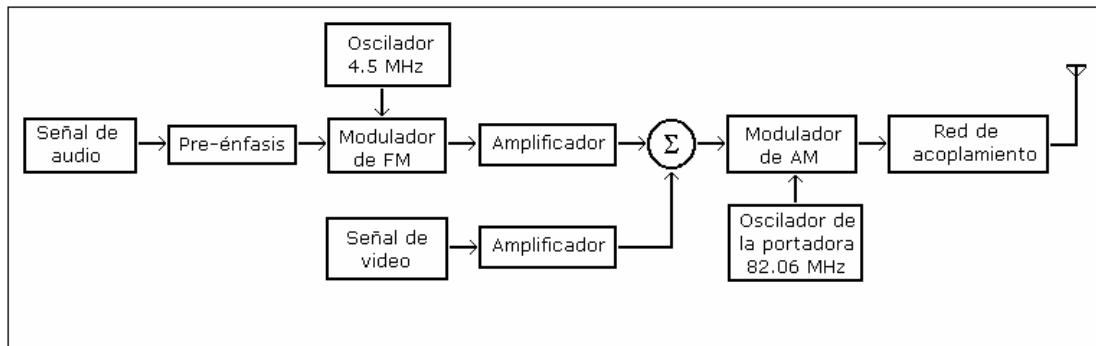 Oscilador
4.5 MHz
Señal de
audio
Pre-énfasis
Modulador
de FM
Amplificador
Σ
Modulador
de AM
Red de
acoplamiento
Señal de
video
Amplificador
Oscilador de
la portadora
82.06 MHz